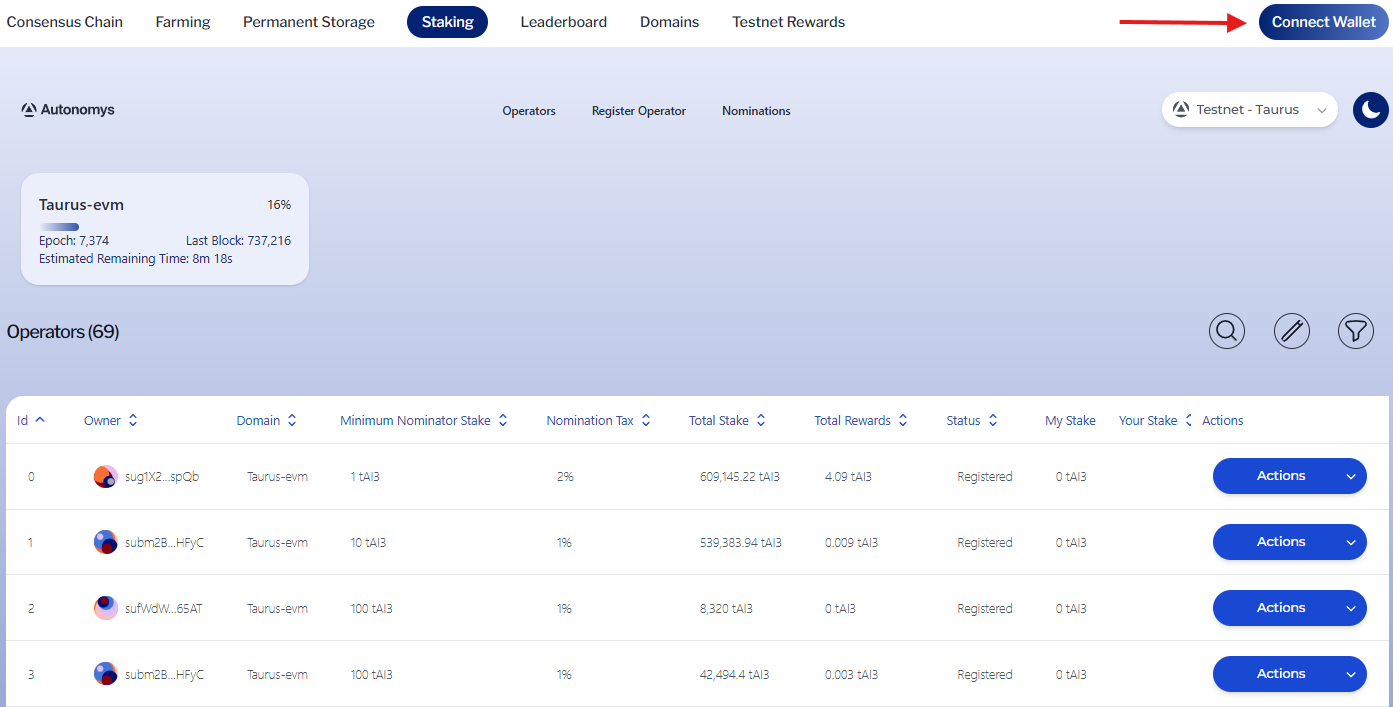 Consensus Chain Farming Permanent Storage Staking Leaderboard Domains Testnet Rewards Connect Wallet
Autonomys Operators Register Operator Nominations Testnet - Taurus
Taurus-evm 16%
Epoch: 7,374 Last Block: 737,216
Estimated Remaining Time: 8m 18s
Operators (69)
Id Owner Domain Minimum Nominator Stake Nomination Tax Total Stake Total Rewards Status My Stake Your Stake Actions
0 sug1X2...spQb Taurus-evm 1 tAI3 2% 609,145.22 tAI3 4.09 tAI3 Registered 0 tAI3 Actions
1 subm2B...HFyC Taurus-evm 10 tAI3 1% 539,383.94 tAI3 0.009 tAI3 Registered 0 tAI3 Actions
2 sufWdW...65AT Taurus-evm 100 tAI3 1% 8,320 tAI3 0 tAI3 Registered 0 tAI3 Actions
3 subm2B...HFyC Taurus-evm 100 tAI3 1% 42,494.4 tAI3 0.003 tAI3 Registered 0 tAI3 Actions